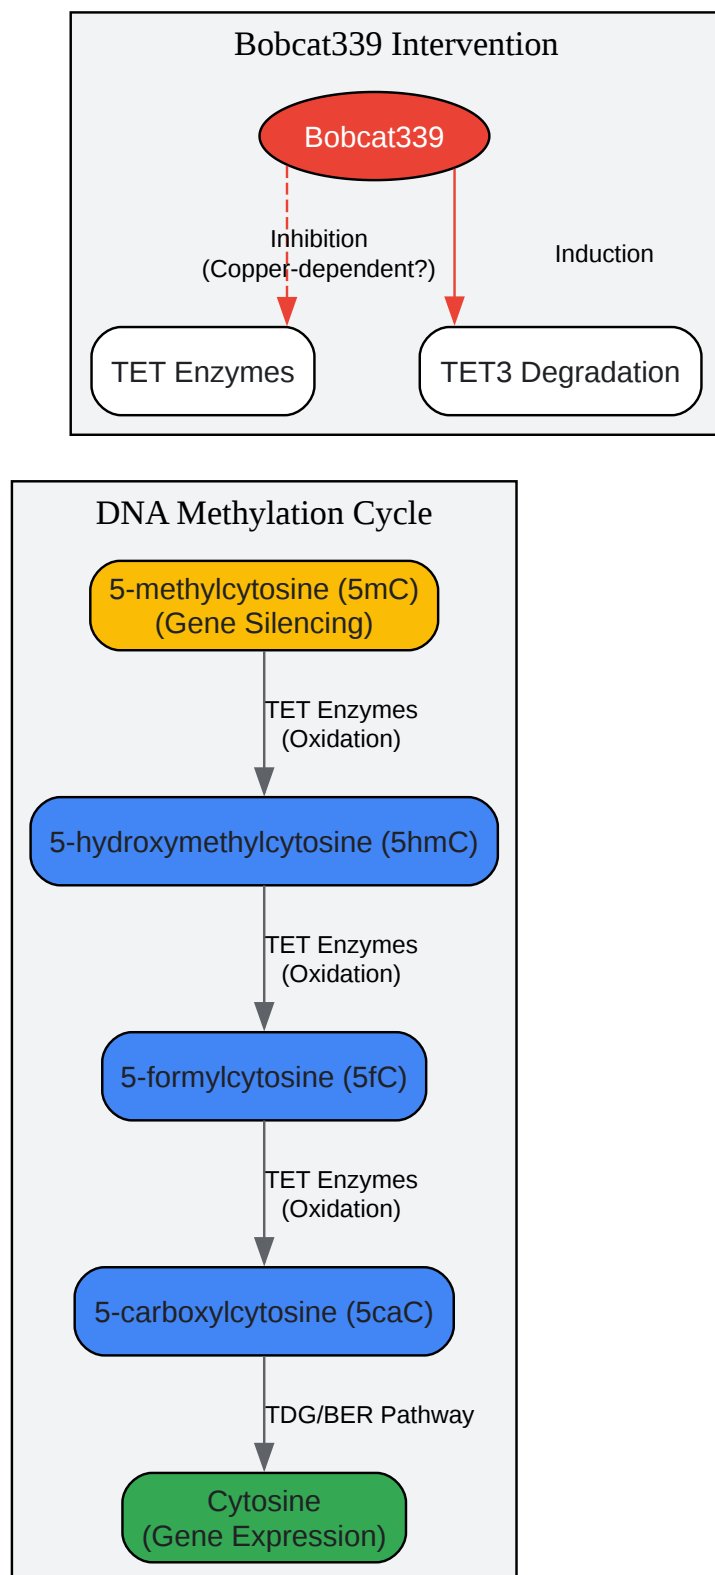 Bobcat339 Intervention
Bobcat339
Inhibition
(Copper-dependent?)
Induction
TET Enzymes
TET3 Degradation
DNA Methylation Cycle
5-methylcytosine (5mC)
(Gene Silencing)
TET Enzymes
(Oxidation)
5-hydroxymethylcytosine (5hmC)
TET Enzymes
(Oxidation)
5-formylcytosine (5fC)
TET Enzymes
(Oxidation)
5-carboxylcytosine (5caC)
TDG/BER Pathway
Cytosine
(Gene Expression)